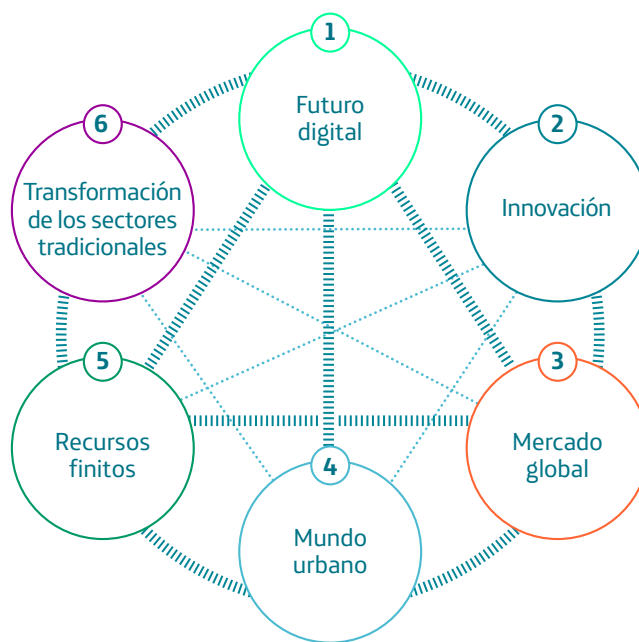 1
Futuro
digital
2
Innovación
3
Mercado
global
4
Mundo
urbano
5
Recursos
finitos
6
Transformación
de los sectores
tradicionales